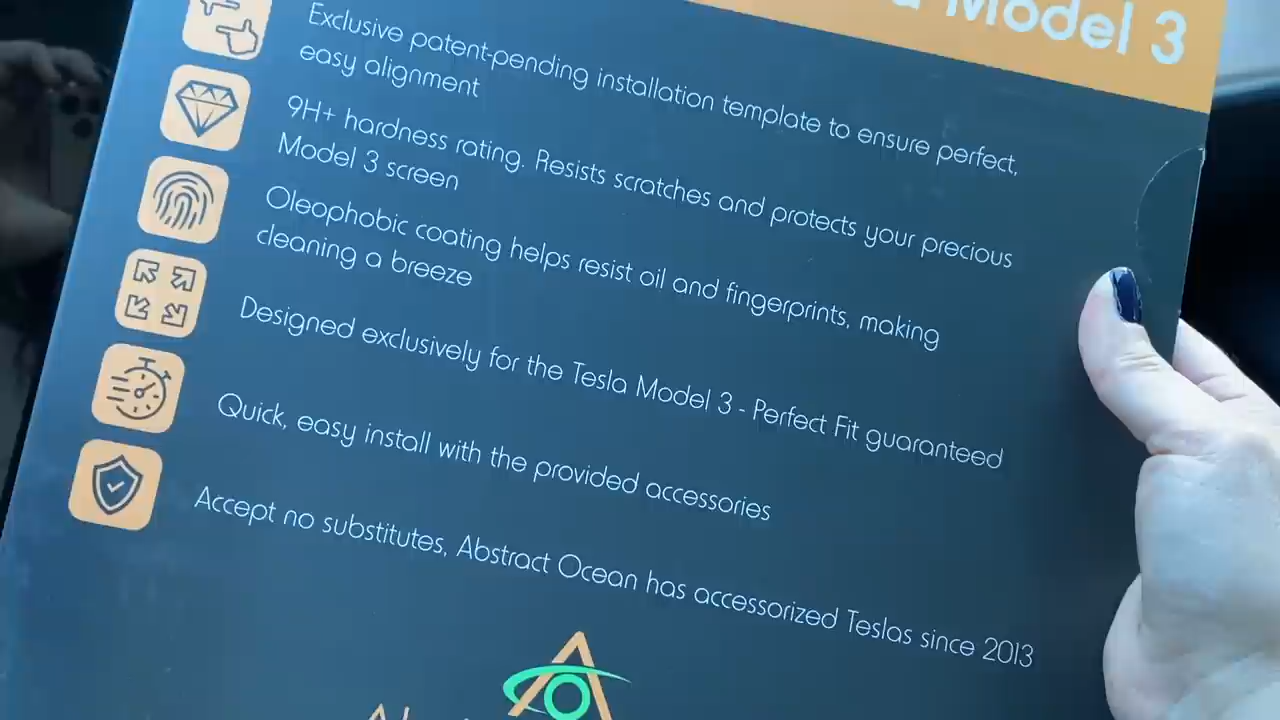 Model 3
Exclusive patent-pending installation template to ensure perfect,
easy alignment
9H+ hardness rating. Resists scratches and protects your precious
Model 3 screen
Oleophobic coating helps resist oil and fingerprints, making
cleaning a breeze
Designed exclusively for the Tesla Model 3 - Perfect Fit guaranteed
Quick, easy install with the provided accessories
Accept no substitutes, Abstract Ocean has accessorized Teslas since 2013